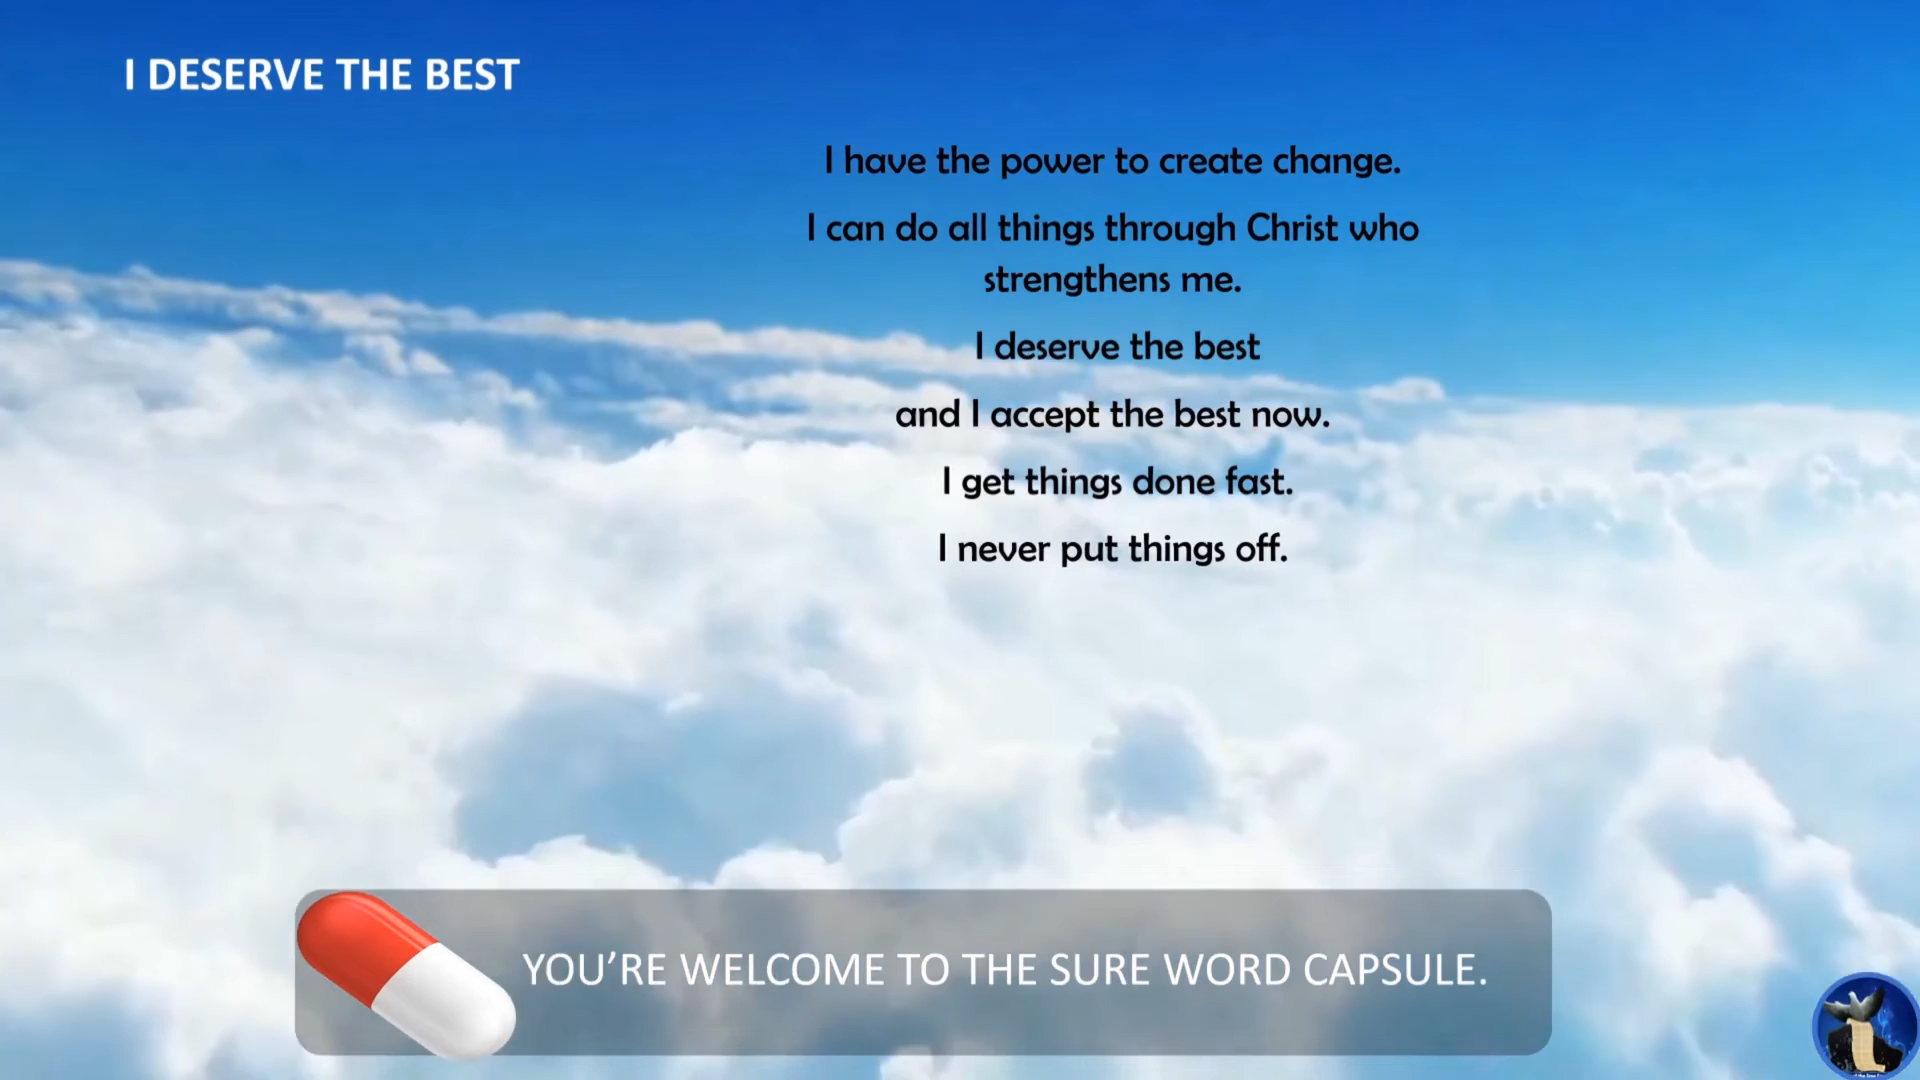 I DESERVE THE BEST
I have the power to create change.
I can do all things through Christ who
strengthens me.
I deserve the best
and I accept the best now.
I get things done fast.
I never put things off.
YOU’RE WELCOME TO THE SURE WORD CAPSULE.